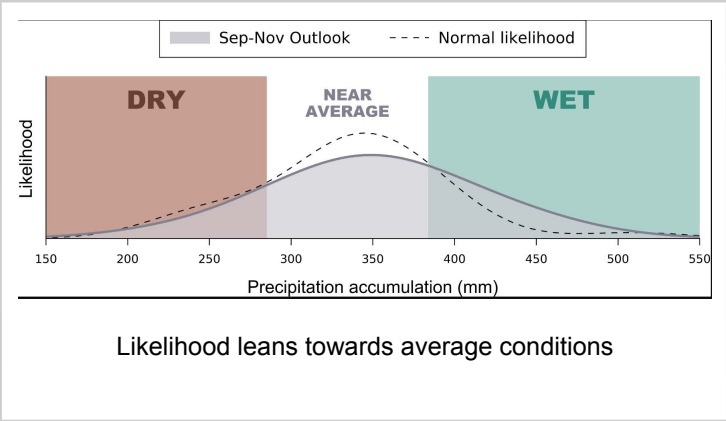 Sep-Nov Outlook
Normal likelihood
DRY
NEAR
AVERAGE
WET
Likelihood
150 200 250 300 350 400 450 500 550
Precipitation accumulation (mm)
Likelihood leans towards average conditions